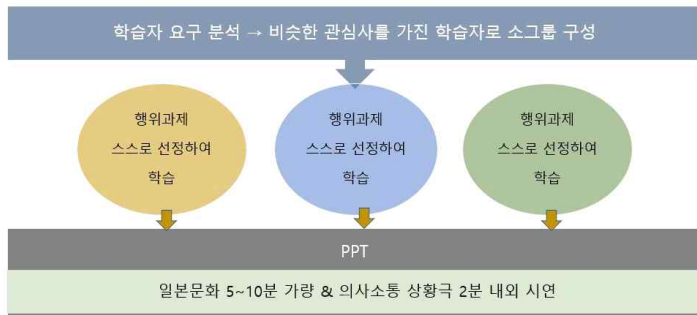 학습자 요구 분석 → 비슷한 관심사를 가진 학습자로 소그룹 구성
행위과제
스스로 선정하여
학습
행위과제
스스로 선정하여
학습
행위과제
스스로 선정하여
학습
PPT
일본문화 5~10분 가량 & 의사소통 상황극 2분 내외 시연